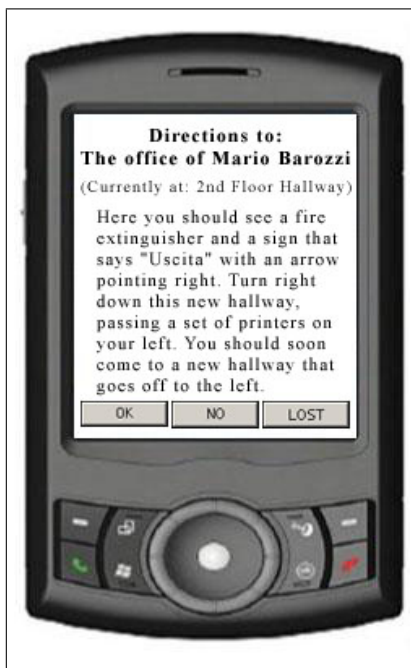 Directions to:
The office of Mario Barozzi
(Currently at: 2nd Floor Hallway)
Here you should see a fire
extinguisher and a sign that
says "Uscita" with an arrow
pointing right. Turn right
down this new hallway,
passing a set of printers on
your left. You should soon
come to a new hallway that
goes off to the left.
OK NO LOST